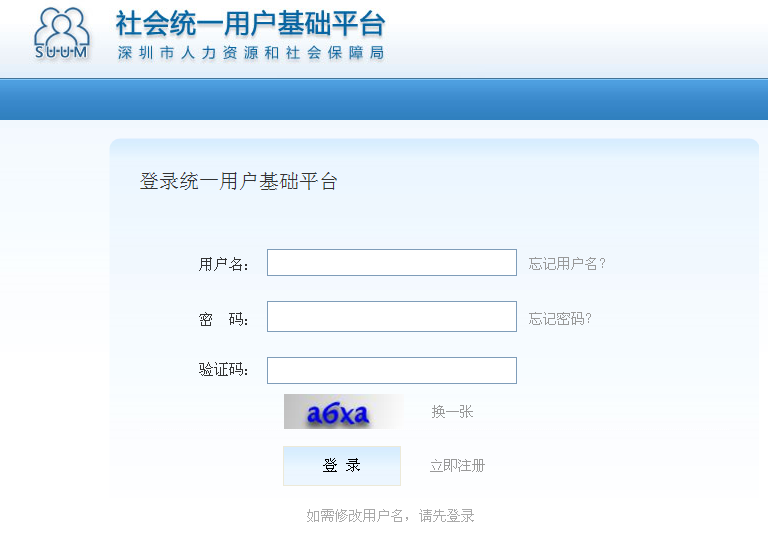 社会统一用户基础平台
SUUM
深圳市人力资源和社会保障局
登录统一用户基础平台
用户名： 忘记用户名？
密 码： 忘记密码？
验证码：
a6xa 换一张
登 录 立即注册
如需修改用户名，请先登录